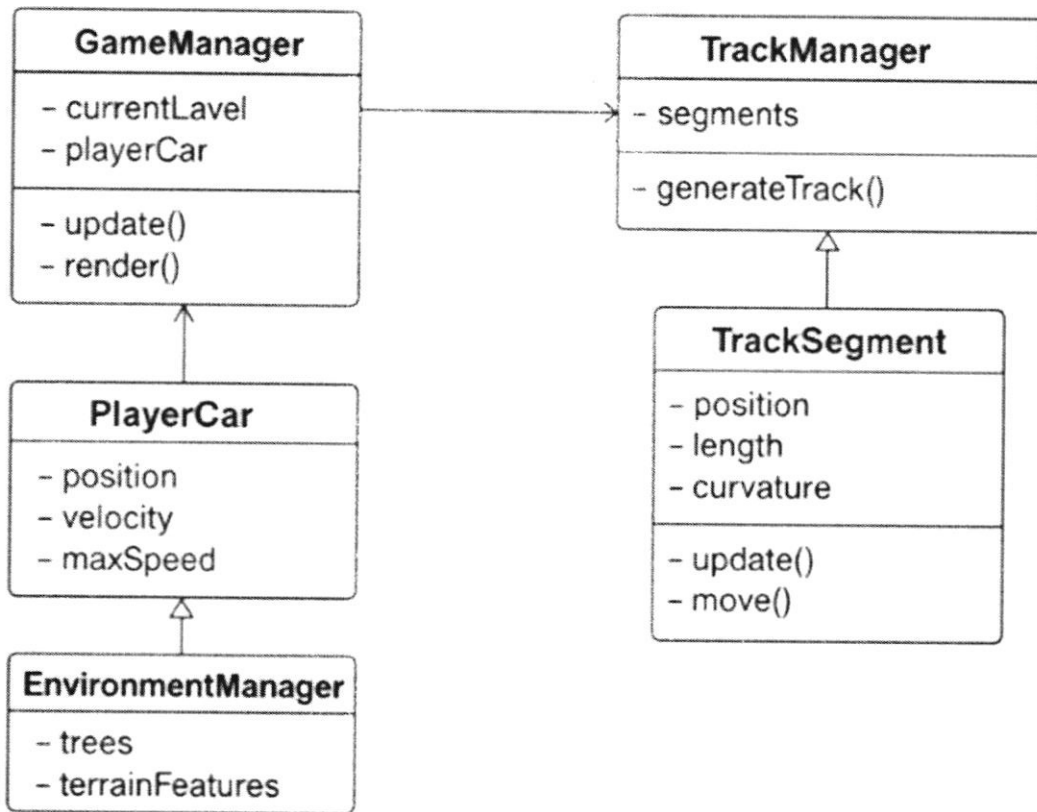 GameManager
– currentLavel
– playerCar
– update()
– render()
TrackManager
– segments
– generateTrack()
PlayerCar
– position
– velocity
– maxSpeed
TrackSegment
– position
– length
– curvature
– update()
– move()
EnvironmentManager
– trees
– terrainFeatures